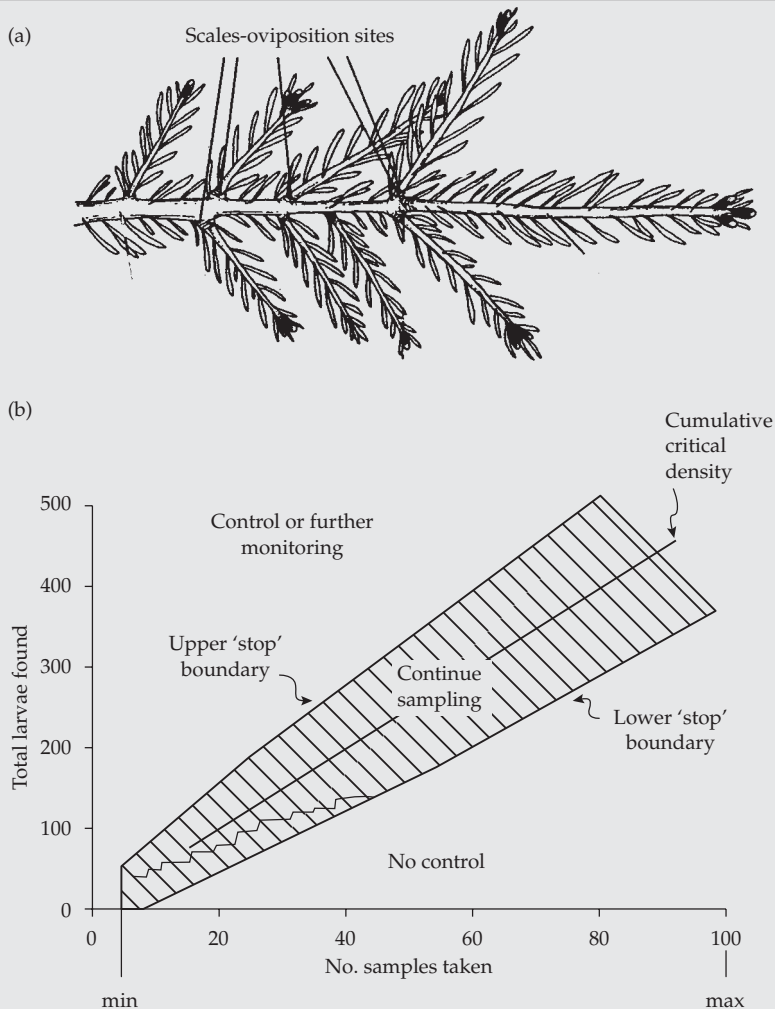 (a)
Scales-oviposition sites
(b)
Cumulative
critical
density
500
Control or further
monitoring
400
Upper ‘stop’
boundary
300
Continue
sampling
Lower ‘stop’
boundary
200
Total larvae found
100
No control
0
0 20 40 60 80 100
No. samples taken
min max